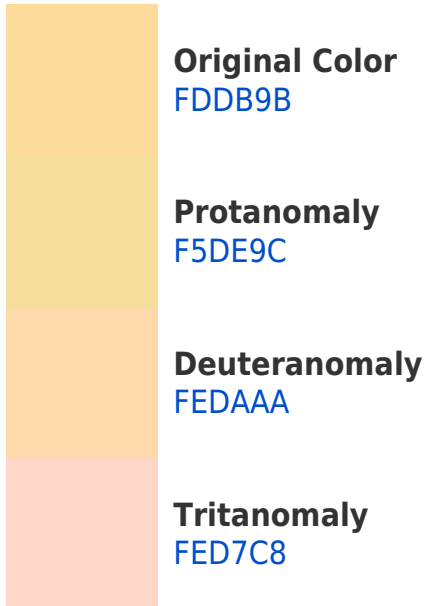 Original Color
FDDB9B
Protanomaly
F5DE9C
Deuteranomaly
FEDAAA
Tritanomaly
FED7C8